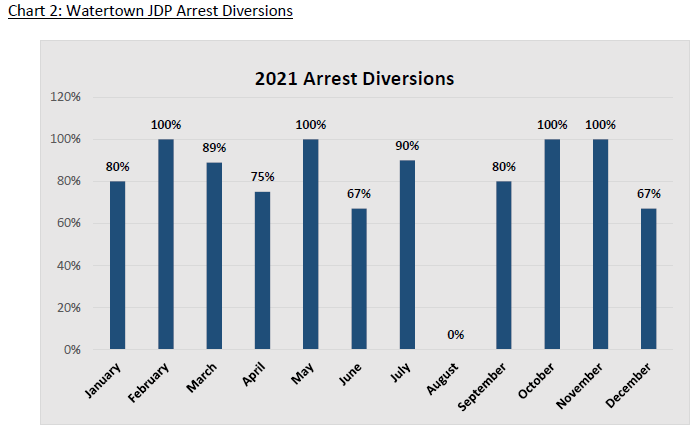 Chart 2: Watertown JDP Arrest Diversions
2021 Arrest Diversions
120%
100%
80%
60%
40%
20%
0%
80%
100%
89%
75%
100%
67%
90%
0%
80%
100%
100%
67%
January
February
March
April
May
June
July
August
September
October
November
December